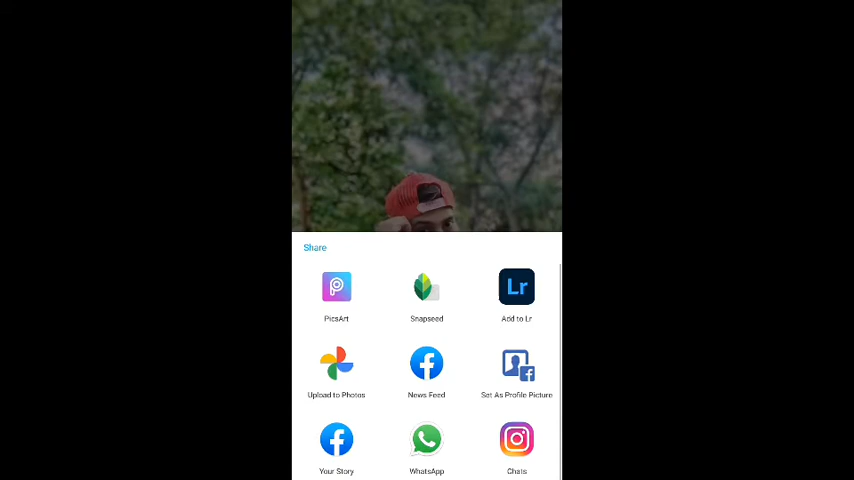 Share
PicsArt
Snapseed
Lr
Add to Lr
Upload to Photos
News Feed
Set As Profile Picture
Your Story
WhatsApp
Chats